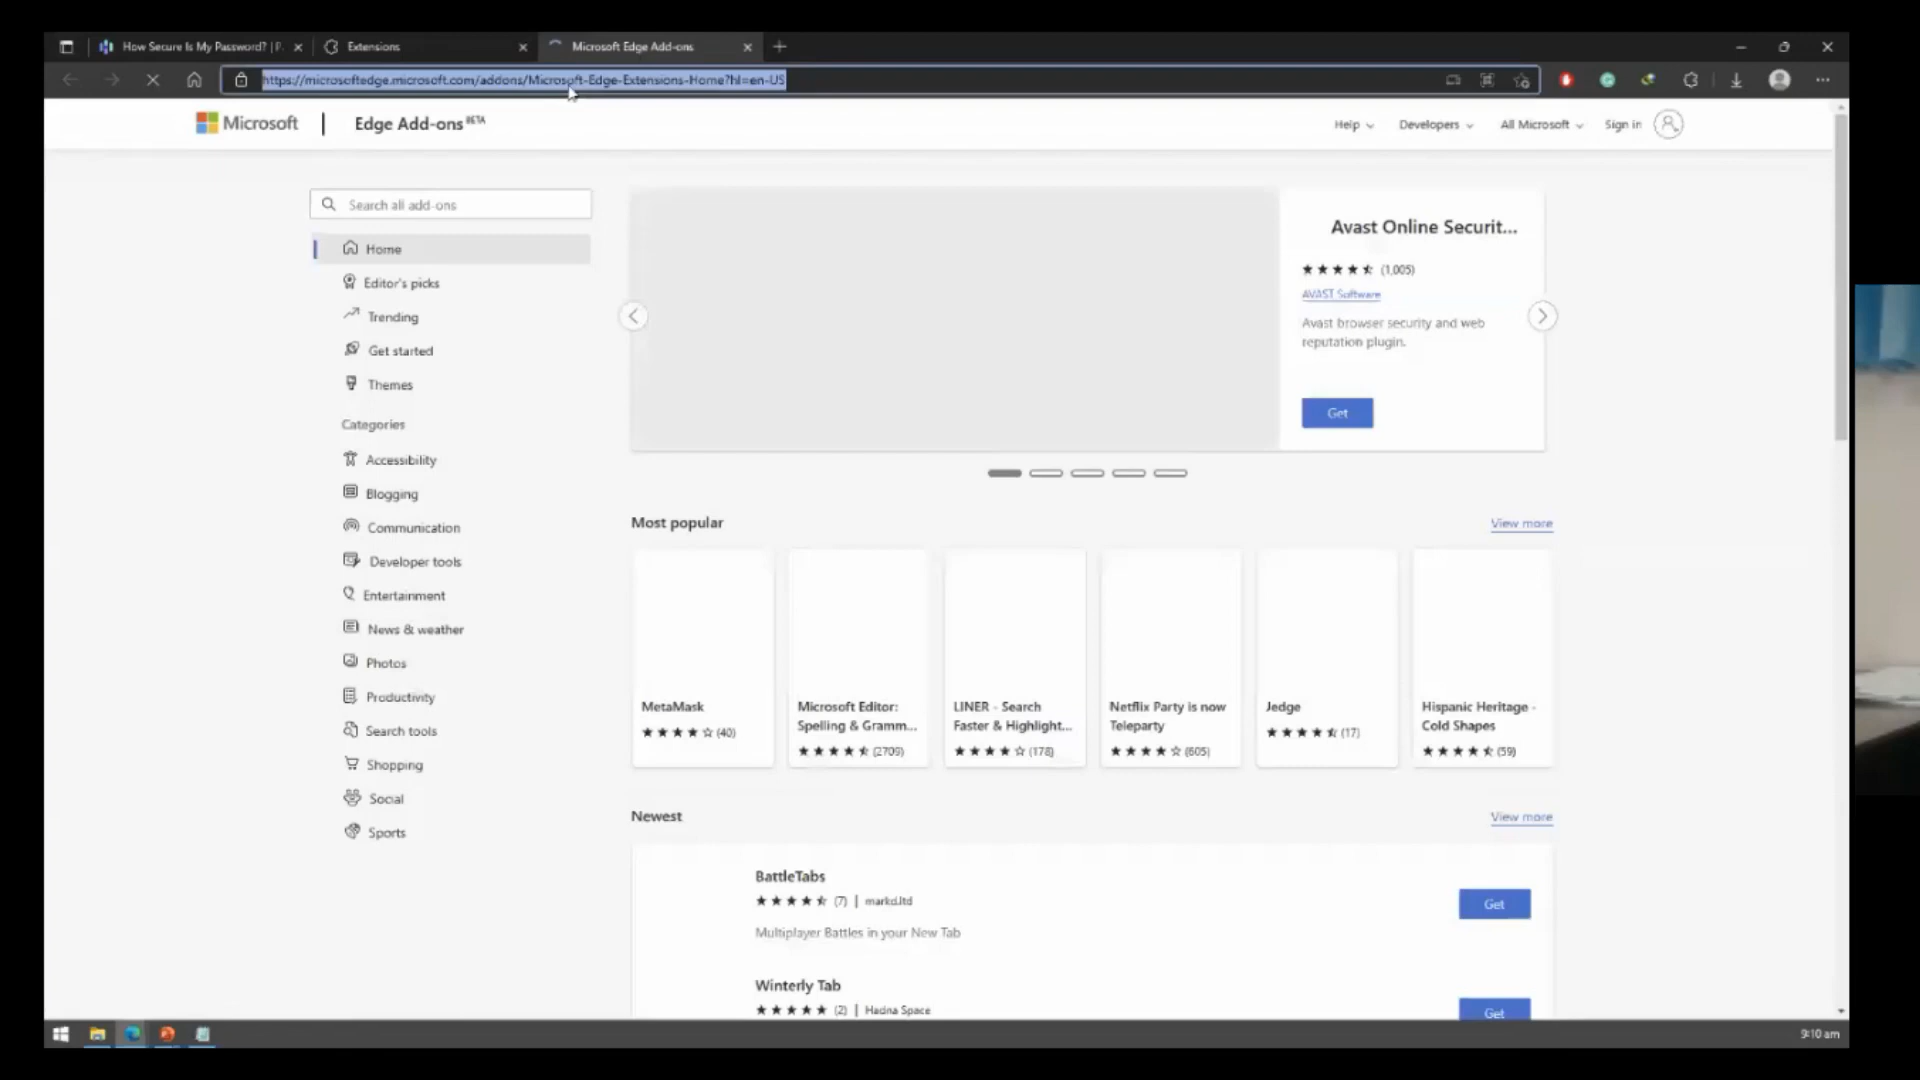 How Secure Is My Password? | P
Extensions
Microsoft Edge Add-ons
https://microsoftedge.microsoft.com/addons/Microsoft-Edge-Extensions-Home?hl=en-US
Microsoft | Edge Add-ons BETA
Help
Developers
All Microsoft
Sign in
Search all add-ons
Home
Editor's picks
Trending
Get started
Themes
Categories
Accessibility
Blogging
Communication
Developer tools
Entertainment
News & weather
Photos
Productivity
Search tools
Shopping
Social
Sports
Avast Online Securit...
(1,005)
AVAST Software
Avast browser security and web
reputation plugin.
Get
Most popular
View more
MetaMask
(40)
Microsoft Editor:
Spelling & Gramm...
(2709)
LINER - Search
Faster & Highlight...
(178)
Netflix Party is now
Teleparty
(605)
Jedge
(17)
Hispanic Heritage -
Cold Shapes
(59)
Newest
View more
BattleTabs
(7) | markd.ltd
Multiplayer Battles in your New Tab
Get
Winterly Tab
(2) | Hadna Space
Get
9:10 am